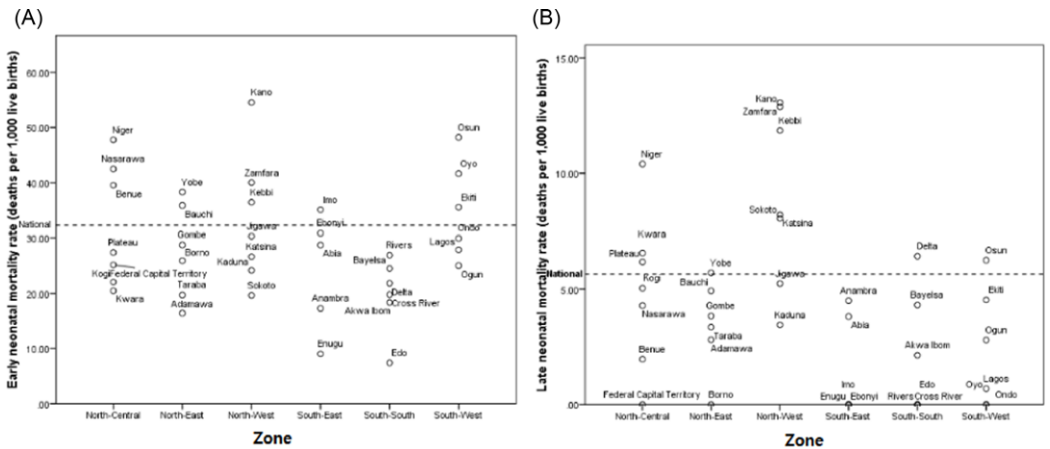 (A)
(B)
Early neonatal mortality rate (deaths per 1,000 live births)
60.00
50.00
40.00
National
30.00
20.00
10.00
.00
Kano
Niger
Osun
Nasarawa
Oyo
Zamfara
Benue
Yobe
Kebbi
Imo
Ekiti
Bauchi
Ebonyi
Ondo
Jigawa
Plateau
Gombe
Katsina
Abia
Rivers
Lagos
Borno
Bayelsa
Kogi Federal Capital Territory
Kaduna
Ogun
Taraba
Sokoto
Delta
Kwara
Adamawa
Anambra
Cross River
Akwa Ibom
Enugu
Edo
North-Central North-East North-West South-East South-South South-West
Zone
Late neonatal mortality rate (deaths per 1,000 live births)
15.00
10.00
National
5.00
.00
Kano
Zamfara
Kebbi
Niger
Sokoto
Katsina
Kwara
Delta
Osun
Plateau
Yobe
Kogi
Bauchi
Jigawa
Anambra
Bayelsa
Ekiti
Nasarawa
Gombe
Abia
Taraba
Kaduna
Ogun
Adamawa
Benue
Akwa Ibom
Federal Capital Territory
Borno
Imo
Enugu Ebonyi
Edo
Rivers Cross River
Oyo
Lagos
Ondo
North-Central North-East North-West South-East South-South South-West
Zone